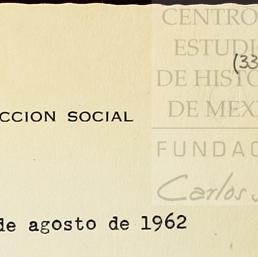 CENTRO
ESTUDI
(33
DE HISTO
DE MEX
CCION SOCIAL
FUNDAC
Carlos
de agosto de 1962